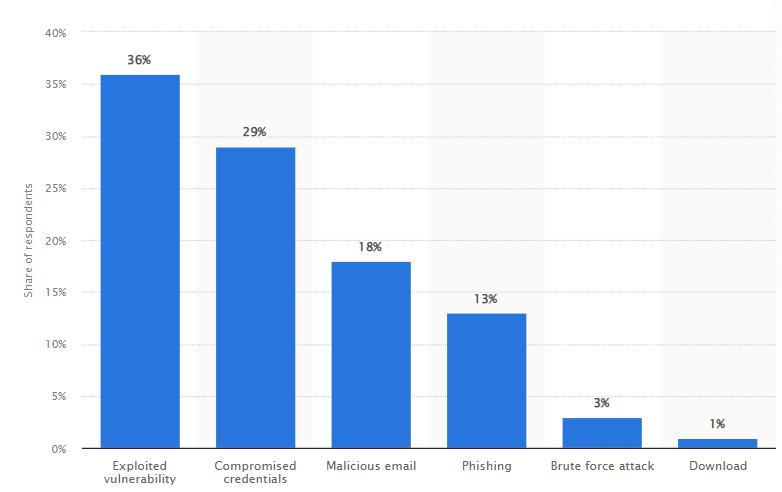 40%
36%
35%
30%
29%
25%
20%
18%
15%
13%
10%
5%
3%
1%
0%
Share of respondents
Exploited
vulnerability
Compromised
credentials
Malicious email
Phishing
Brute force attack
Download